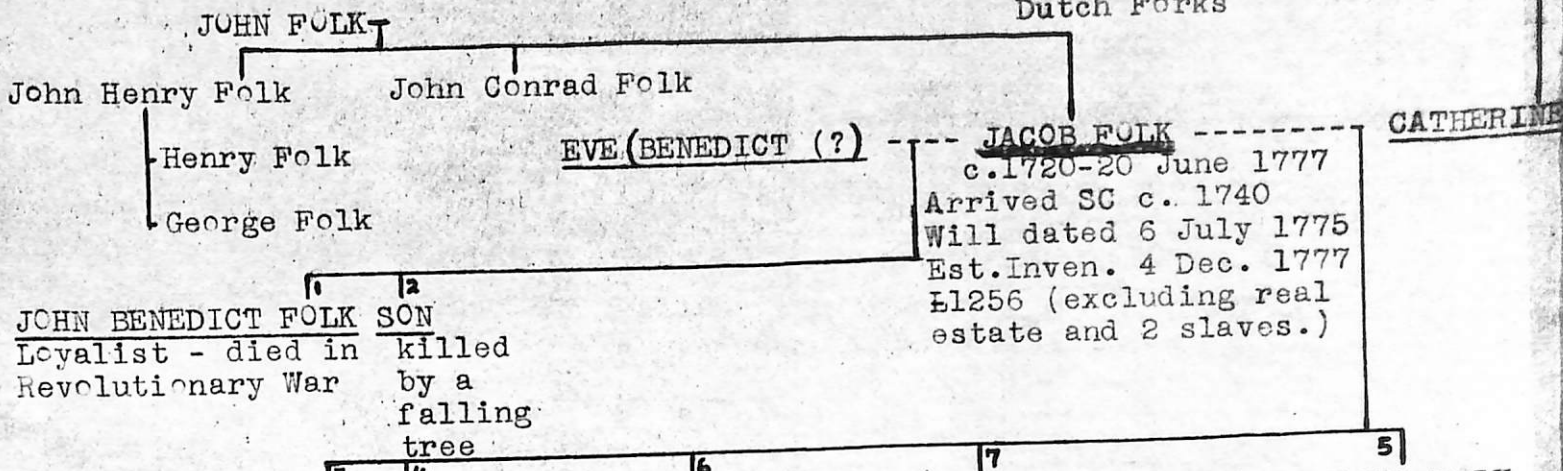 Dutch Forks
JOHN FOLK
John Henry Folk
John Conrad Folk
Henry Folk
George Folk
EVE (BENEDICT (?) ---- JACOB FOLK --------- CATHERINE
c.1720-20 June 1777
Arrived SC c. 1740
Will dated 6 July 1775
Est.Inven. 4 Dec. 1777
£1256 (excluding real
estate and 2 slaves.)
1 2
JOHN BENEDICT FOLK SON
Loyalist - died in killed
Revolutionary War by a
falling
tree
6 7 5